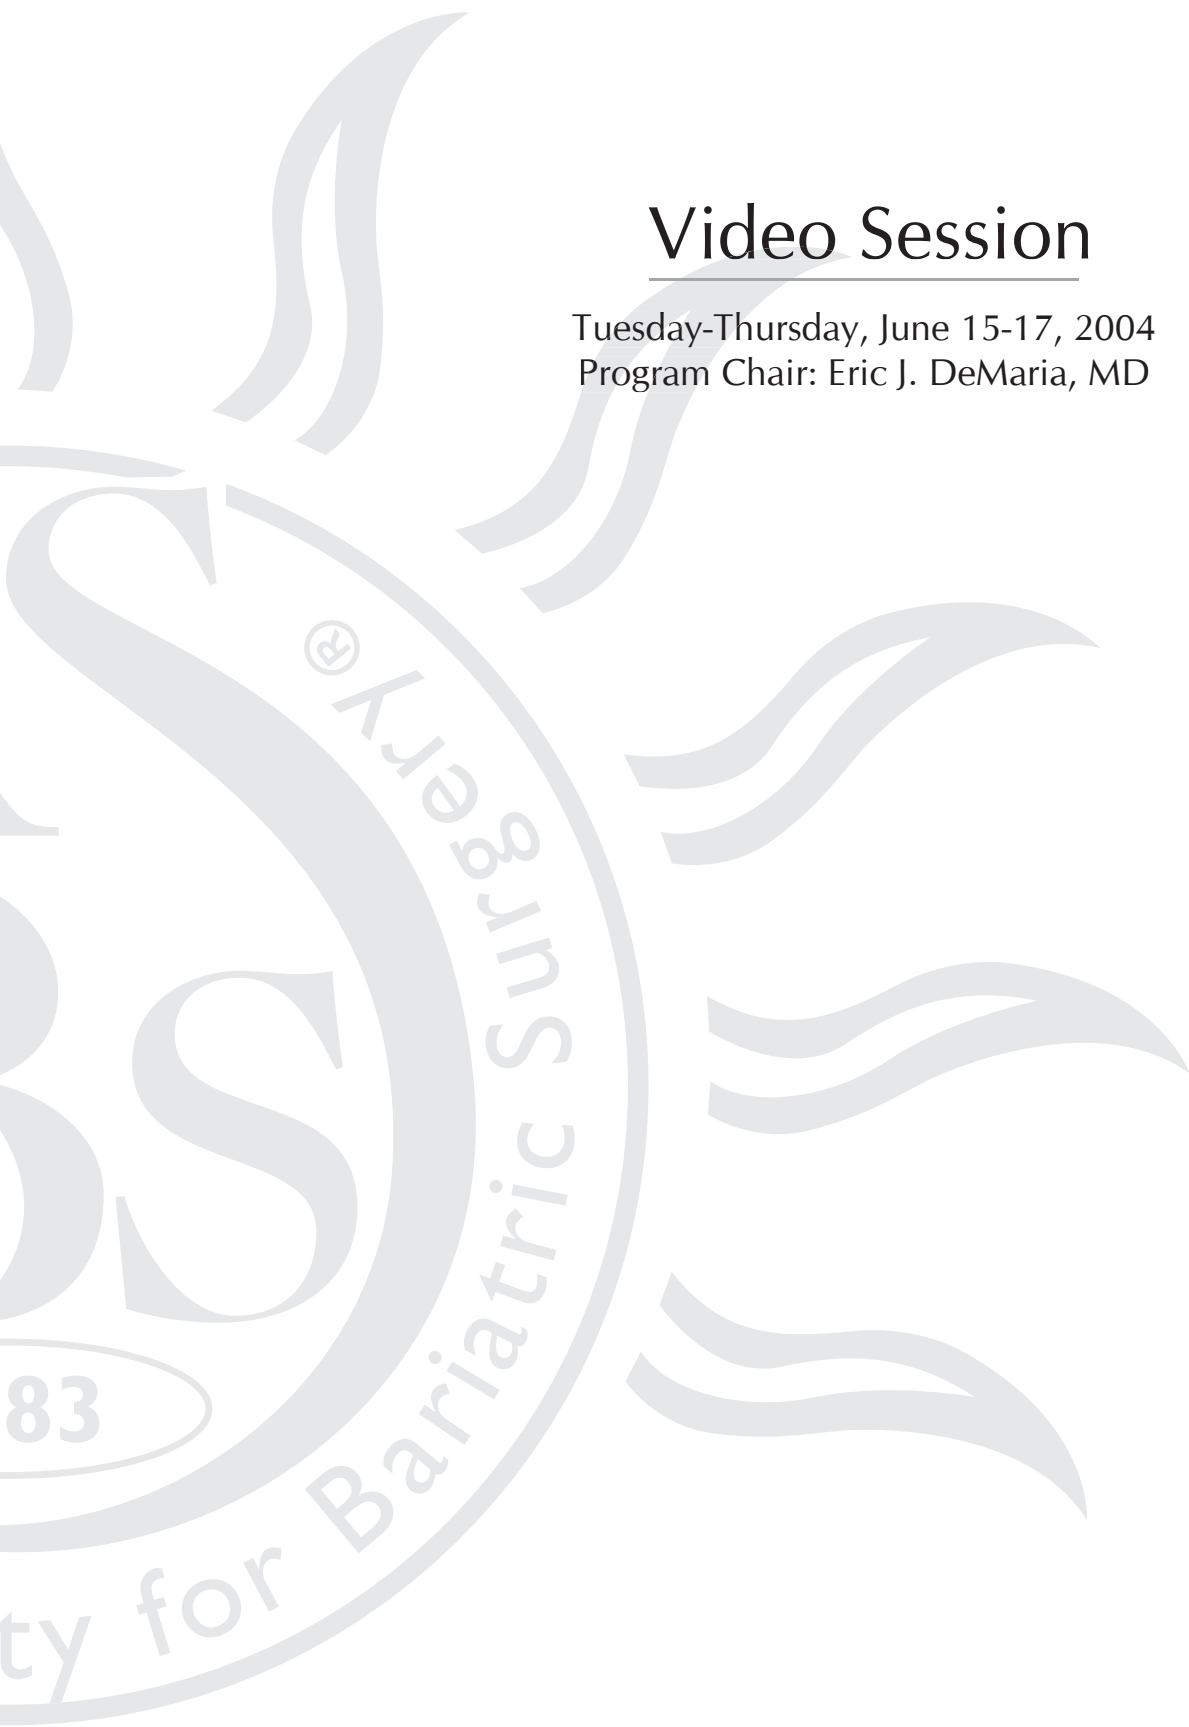 Video Session
Tuesday-Thursday, June 15-17, 2004
Program Chair: Eric J. DeMaria, MD
S
BS
83
ty for Bariatric Surgery®